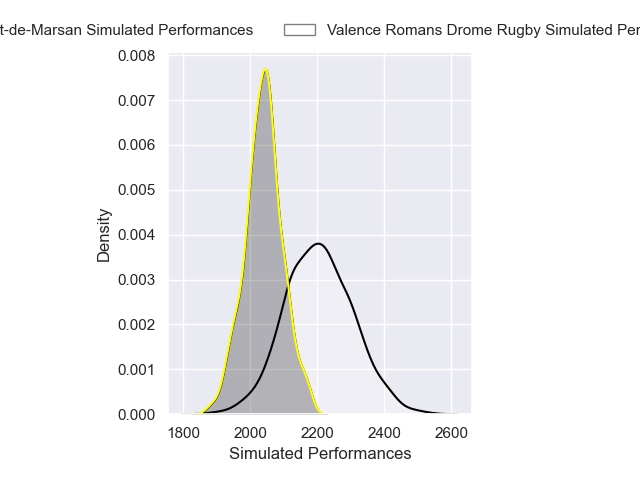 t-de-Marsan Simulated Performances Valence Romans Drome Rugby Simulated Per
0.008
0.007
0.006
0.005
0.004
0.003
0.002
0.001
0.000
Density
1800 2000 2200 2400 2600
Simulated Performances